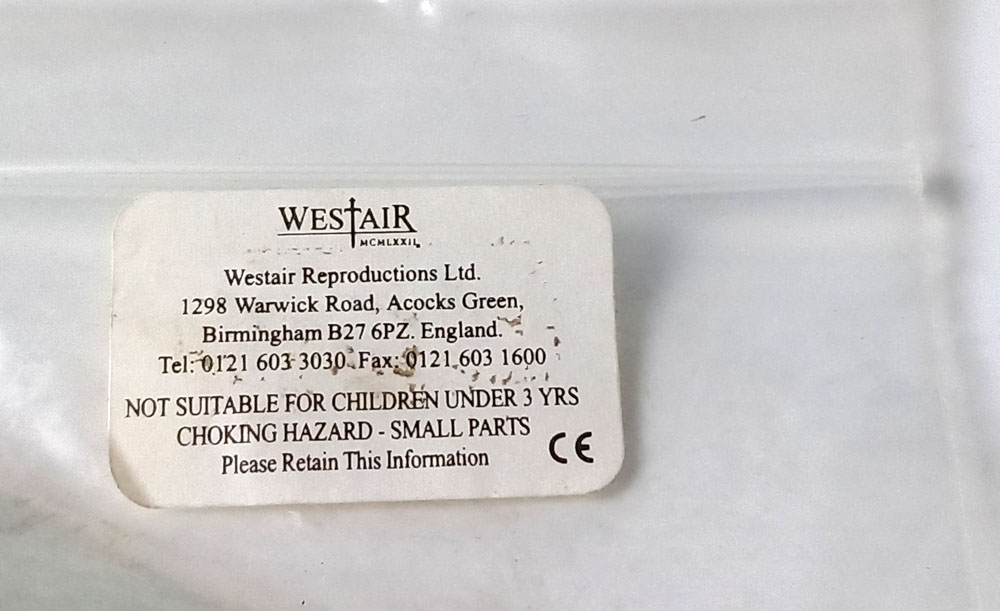 WESTAIR
MCMLXXII
Westair Reproductions Ltd.
1298 Warwick Road, Acocks Green,
Birmingham B27 6PZ. England.
Tel: 0121 603 3030 Fax: 0121 603 1600
NOT SUITABLE FOR CHILDREN UNDER 3 YRS
CHOKING HAZARD - SMALL PARTS
Please Retain This Information
CE